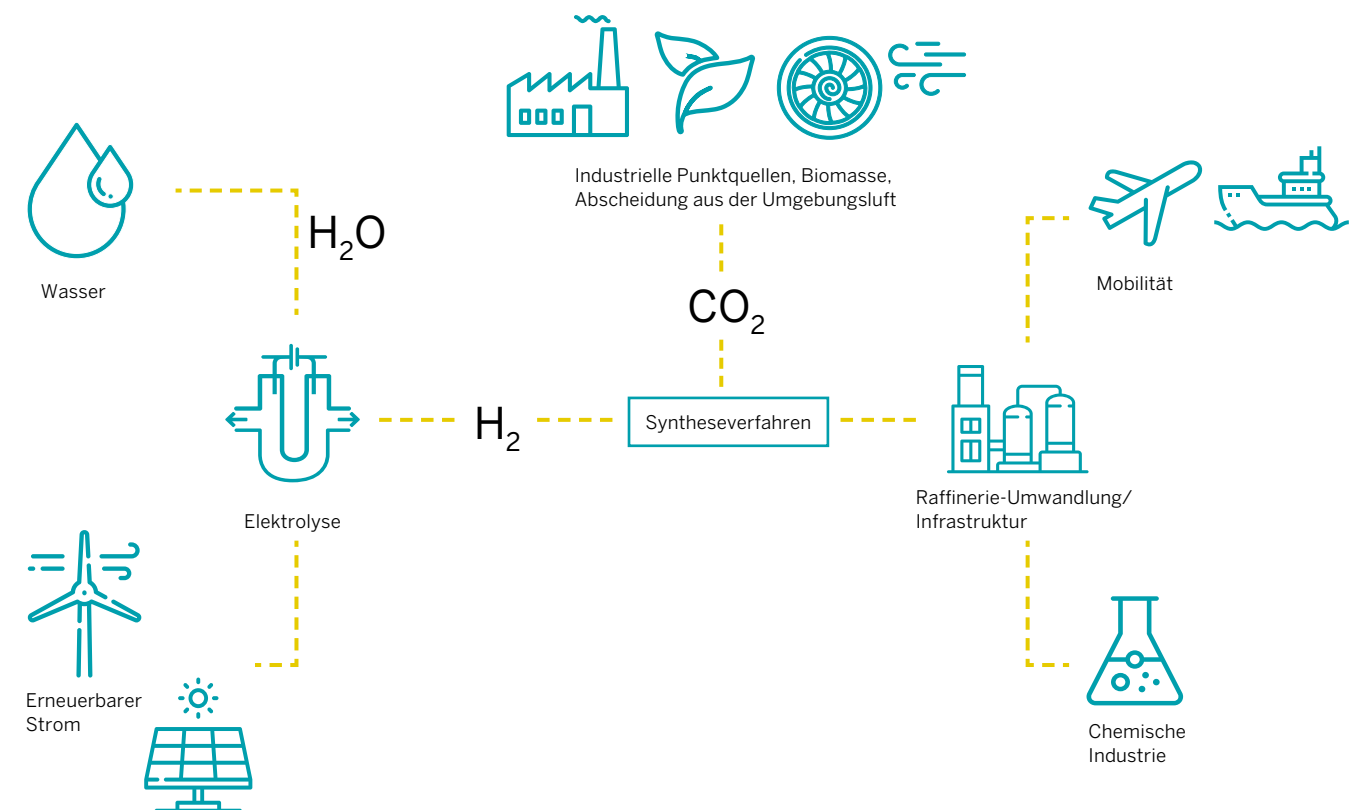 Industrielle Punktquellen, Biomasse,
Abscheidung aus der Umgebungsluft
H₂O
Wasser
Mobilität
CO₂
H₂
Syntheseverfahren
Raffinerie-Umwandlung/
Infrastruktur
Elektrolyse
Erneuerbarer
Strom
Chemische
Industrie